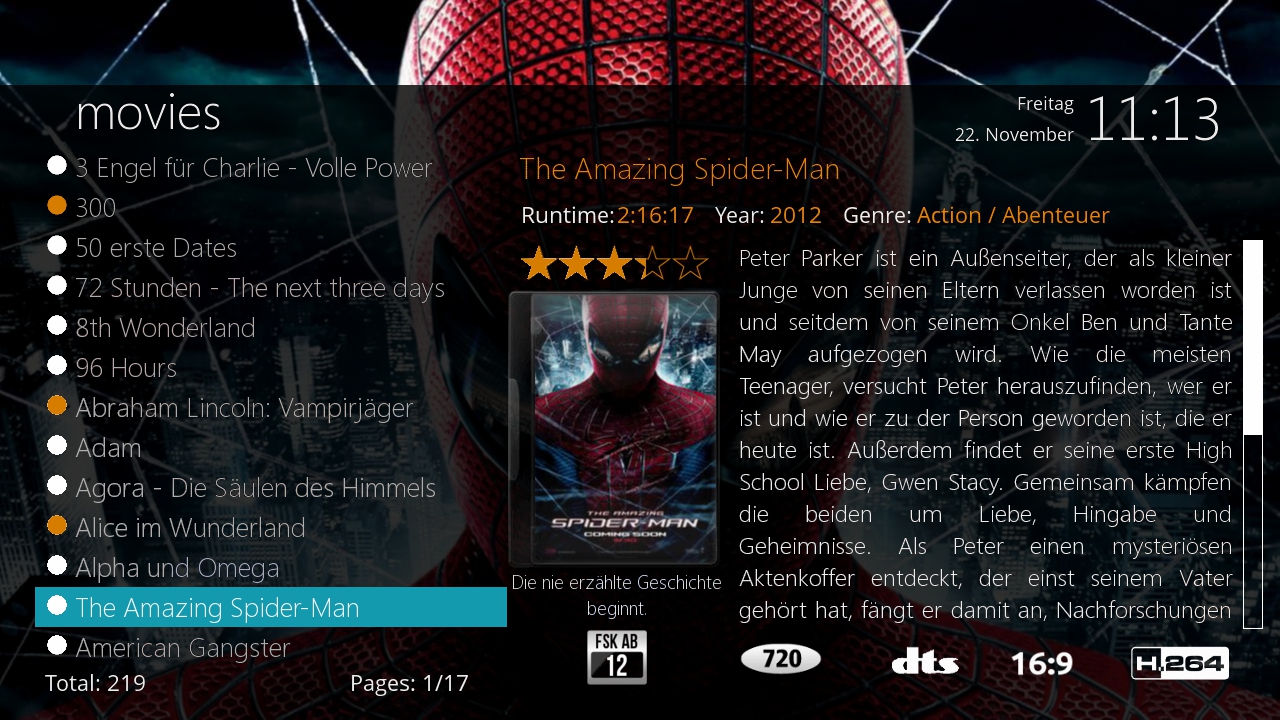 movies
Freitag
22. November
11:13
3 Engel für Charlie - Volle Power
300
50 erste Dates
72 Stunden - The next three days
8th Wonderland
96 Hours
Abraham Lincoln: Vampirjäger
Adam
Agora - Die Säulen des Himmels
Alice im Wunderland
Alpha und Omega
The Amazing Spider-Man
American Gangster
Total: 219
Pages: 1/17
The Amazing Spider-Man
Runtime: 2:16:17 Year: 2012 Genre: Action / Abenteuer
THE AMAZING
SPIDER-MAN
COMING SOON
Die nie erzählte Geschichte
beginnt.
Peter Parker ist ein Außenseiter, der als kleiner
Junge von seinen Eltern verlassen worden ist
und seitdem von seinem Onkel Ben und Tante
May aufgezogen wird. Wie die meisten
Teenager, versucht Peter herauszufinden, wer er
ist und wie er zu der Person geworden ist, die er
heute ist. Außerdem findet er seine erste High
School Liebe, Gwen Stacy. Gemeinsam kämpfen
die beiden um Liebe, Hingabe und
Geheimnisse. Als Peter einen mysteriösen
Aktenkoffer entdeckt, der einst seinem Vater
gehört hat, fängt er damit an, Nachforschungen
FSK AB
12
720
dts
16:9
H.264